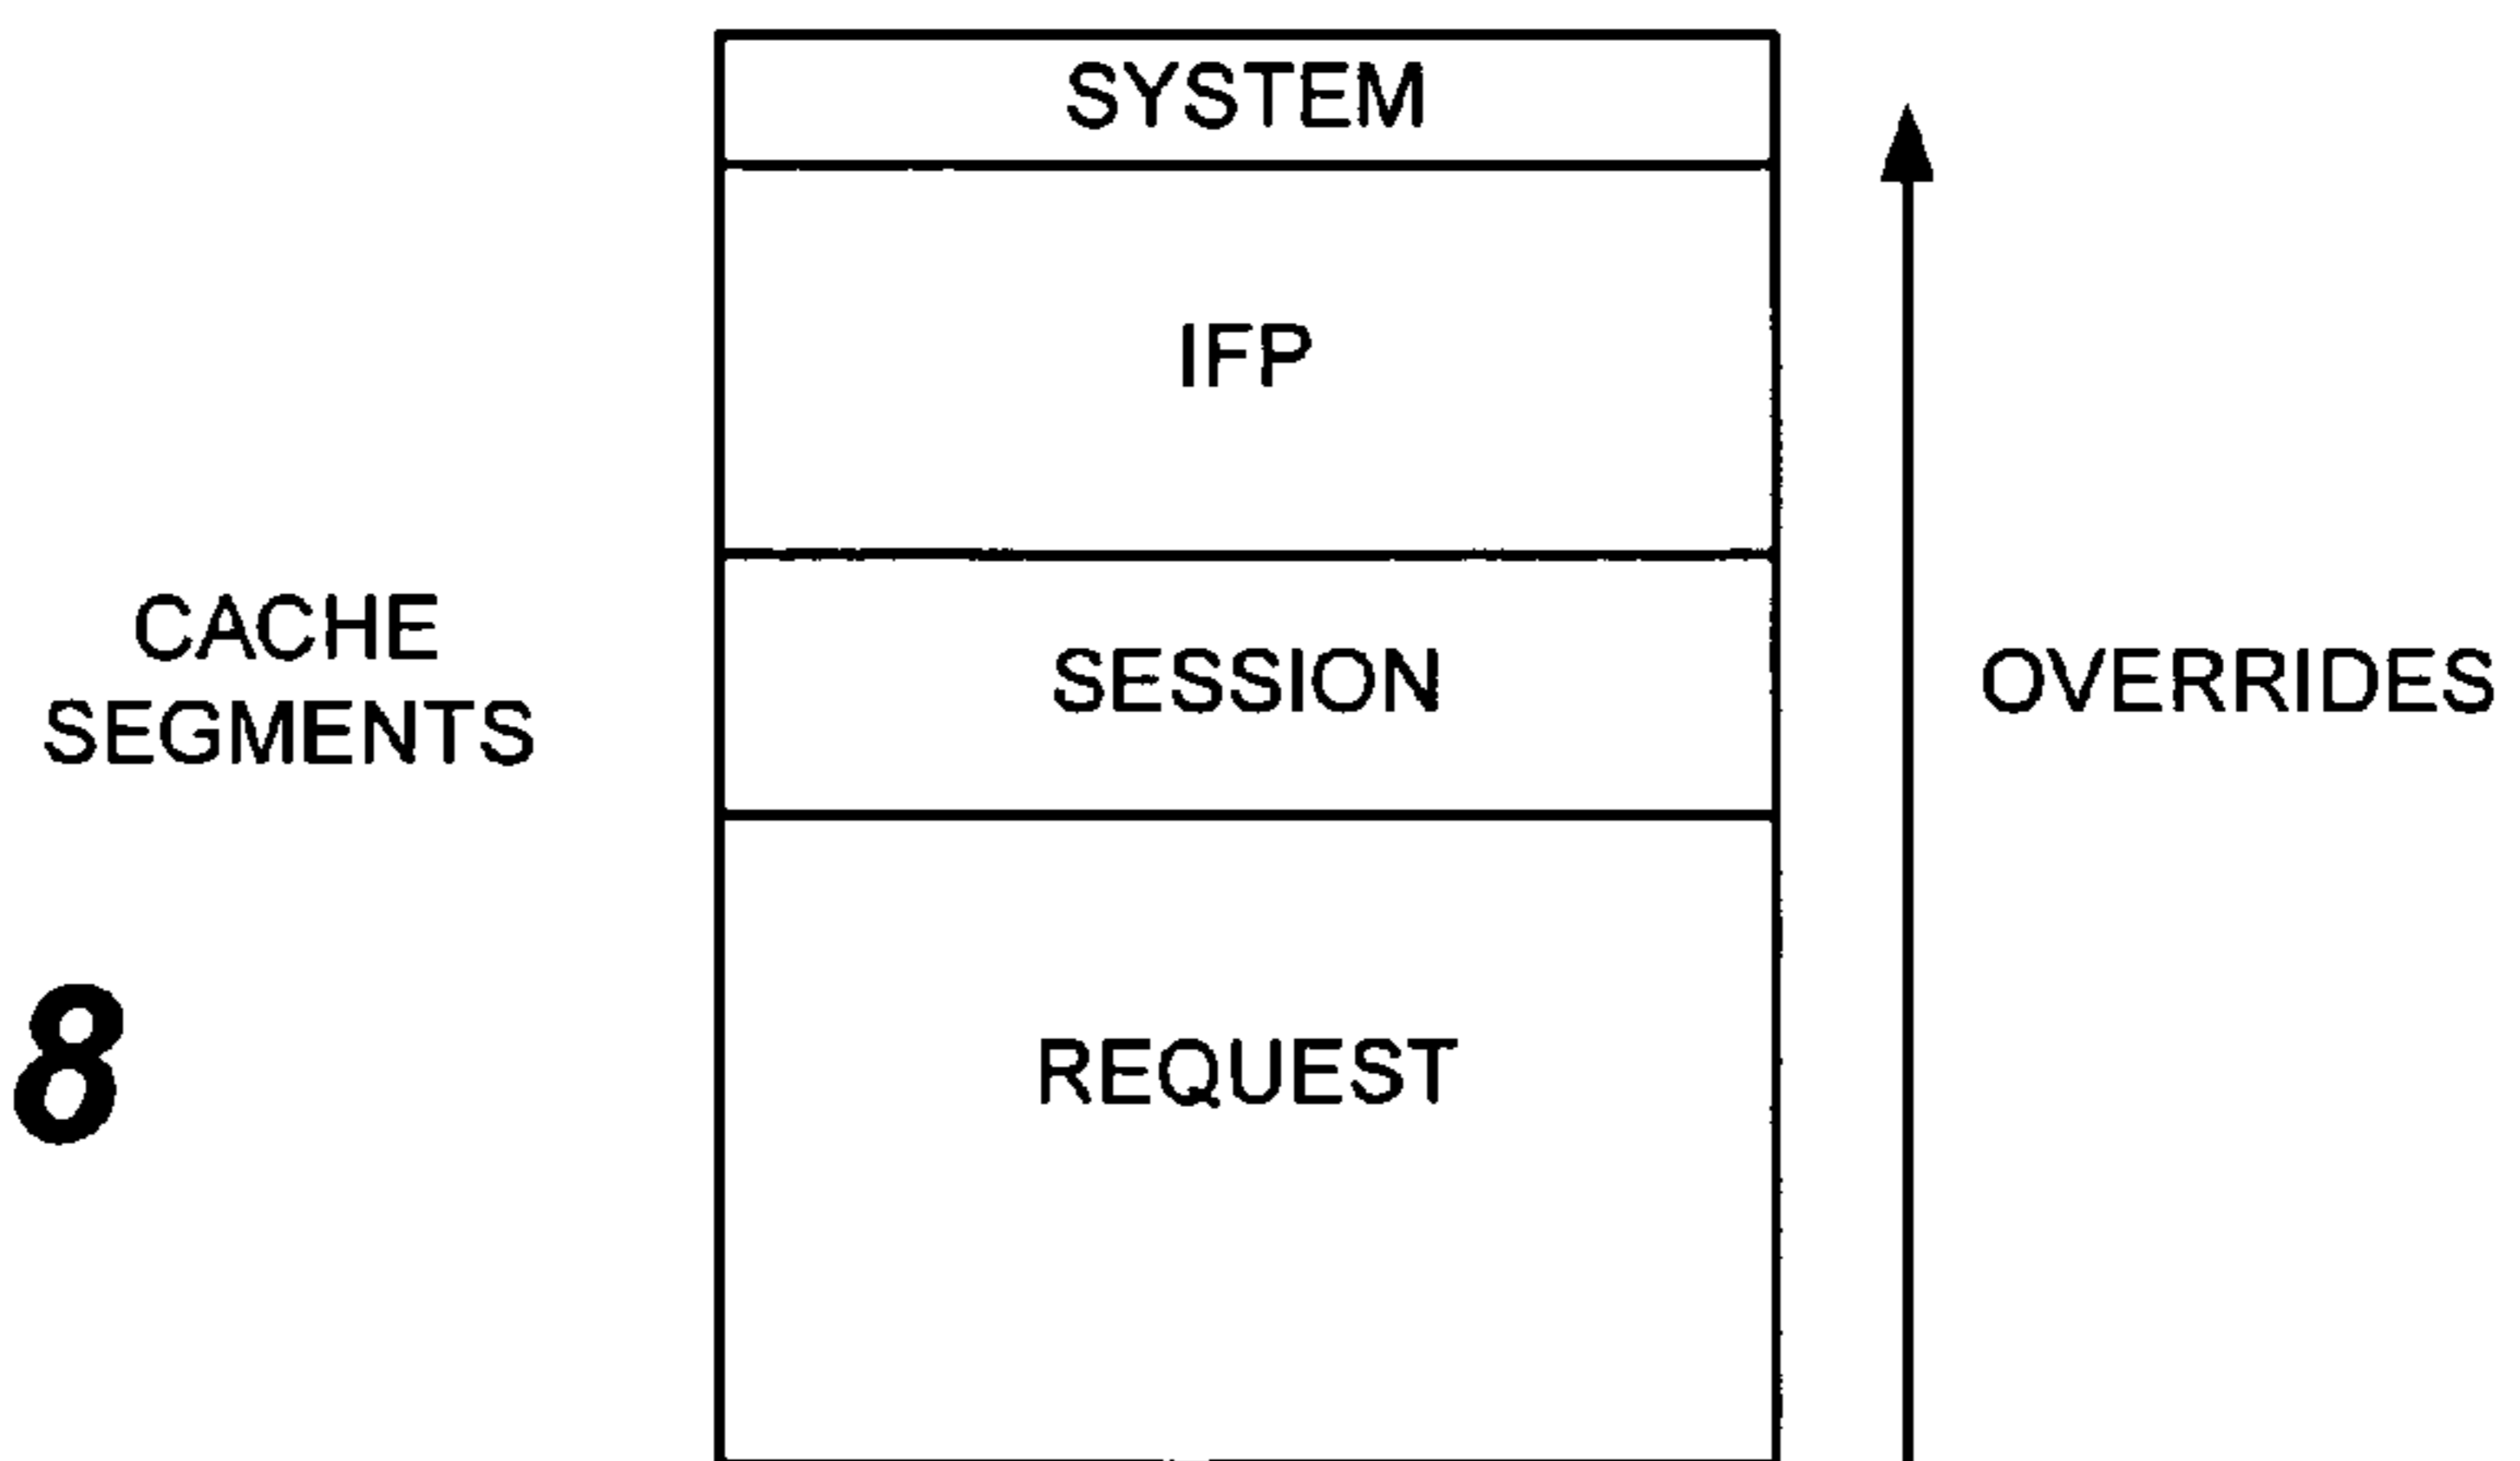 SYSTEM
IFP
CACHE
SEGMENTS
SESSION
OVERRIDES
REQUEST
8